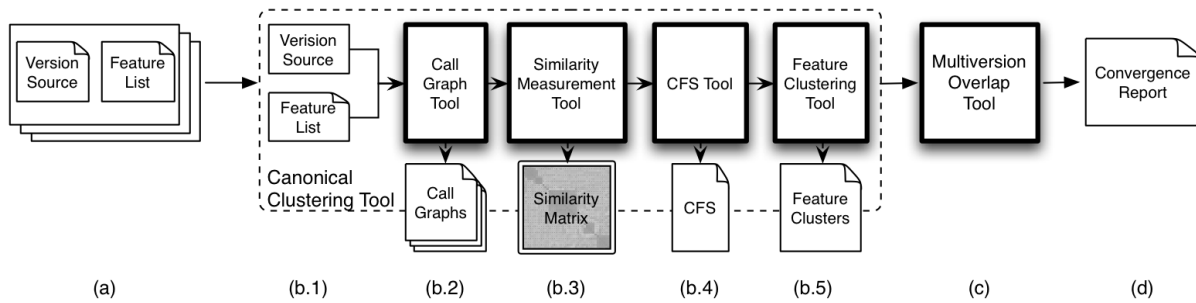 Version
Source
Feature
List
Verision
Source
Feature
List
Call
Graph
Tool
Similarity
Measurement
Tool
CFS Tool
Feature
Clustering
Tool
Multiversion
Overlap
Tool
Convergence
Report
Canonical
Clustering Tool
Call
Graphs
Similarity
Matrix
CFS
Feature
Clusters
(a)
(b.1)
(b.2)
(b.3)
(b.4)
(b.5)
(c)
(d)